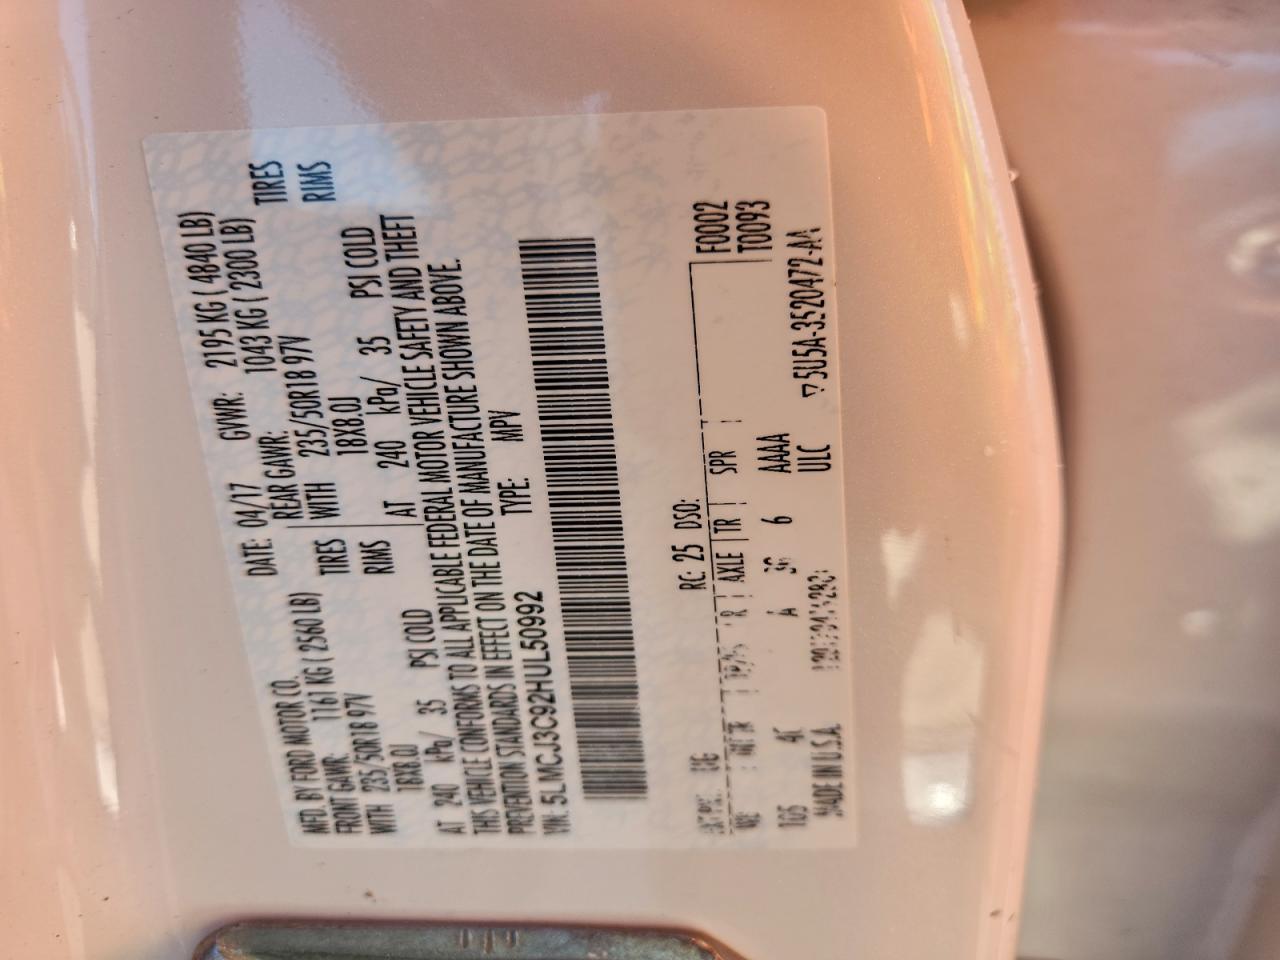 MFD. BY FORD MOTOR CO.
DATE: 04/17 GVWR: 2195 KG ( 4840 LB)
FRONT GAWR: 1161 KG ( 2560 LB) REAR GAWR: 1043 KG ( 2300 LB)
WITH 235/50R18 97V TIRES WITH 235/50R18 97V TIRES
18X8.0J RIMS 18X8.0J RIMS
AT 240 kPa/ 35 PSI COLD AT 240 kPa/ 35 PSI COLD
THIS VEHICLE CONFORMS TO ALL APPLICABLE FEDERAL MOTOR VEHICLE SAFETY AND THEFT
PREVENTION STANDARDS IN EFFECT ON THE DATE OF MANUFACTURE SHOWN ABOVE.
VIN: 5LMCJ3C92HUL50992 TYPE: MPV
RC: 25 DSO:
WB R AXLE TR SPR F0002
T0093
105 4C A 6 AAAA
MADE IN U.S.A. ULC ▽5U5A-3520472-AA